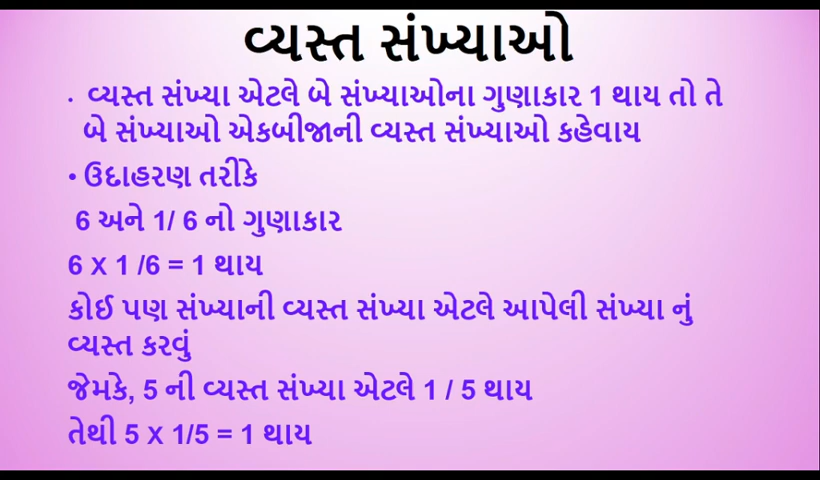 વ્યસ્ત સંખ્યાઓ
• વ્યસ્ત સંખ્યા એટલે બે સંખ્યાઓના ગુણાકાર 1 થાય તો તે
બે સંખ્યાઓ એકબીજાની વ્યસ્ત સંખ્યાઓ કહેવાય
• ઉદાહરણ તરીકે
6 અને 1/ 6 નો ગુણાકાર
6 X 1 /6 = 1 થાય
કોઈ પણ સંખ્યાની વ્યસ્ત સંખ્યા એટલે આપેલી સંખ્યા નું
વ્યસ્ત કરવું
જેમકે, 5 ની વ્યસ્ત સંખ્યા એટલે 1 / 5 થાય
તેથી 5 X 1/5 = 1 થાય